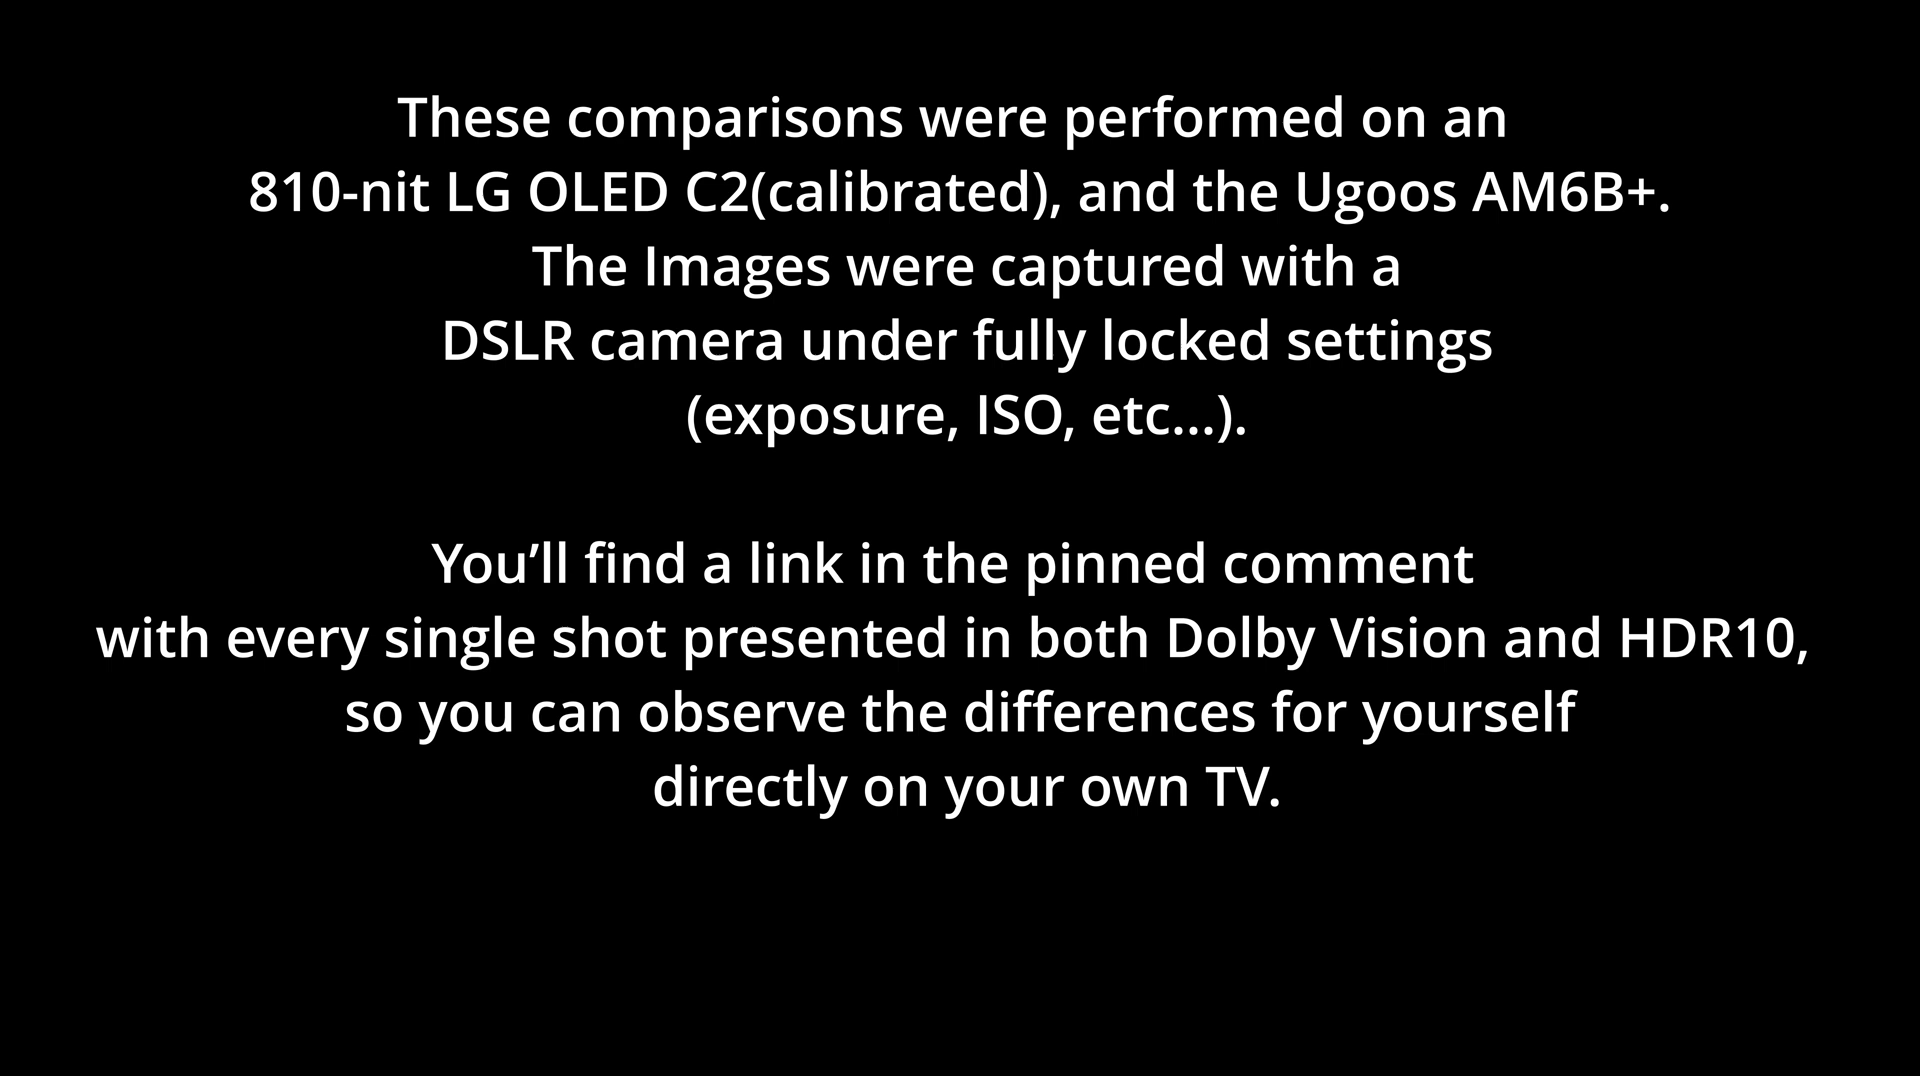 These comparisons were performed on an
810-nit LG OLED C2(calibrated), and the Ugoos AM6B+.
The Images were captured with a
DSLR camera under fully locked settings
(exposure, ISO, etc...).
You’ll find a link in the pinned comment
with every single shot presented in both Dolby Vision and HDR10,
so you can observe the differences for yourself
directly on your own TV.